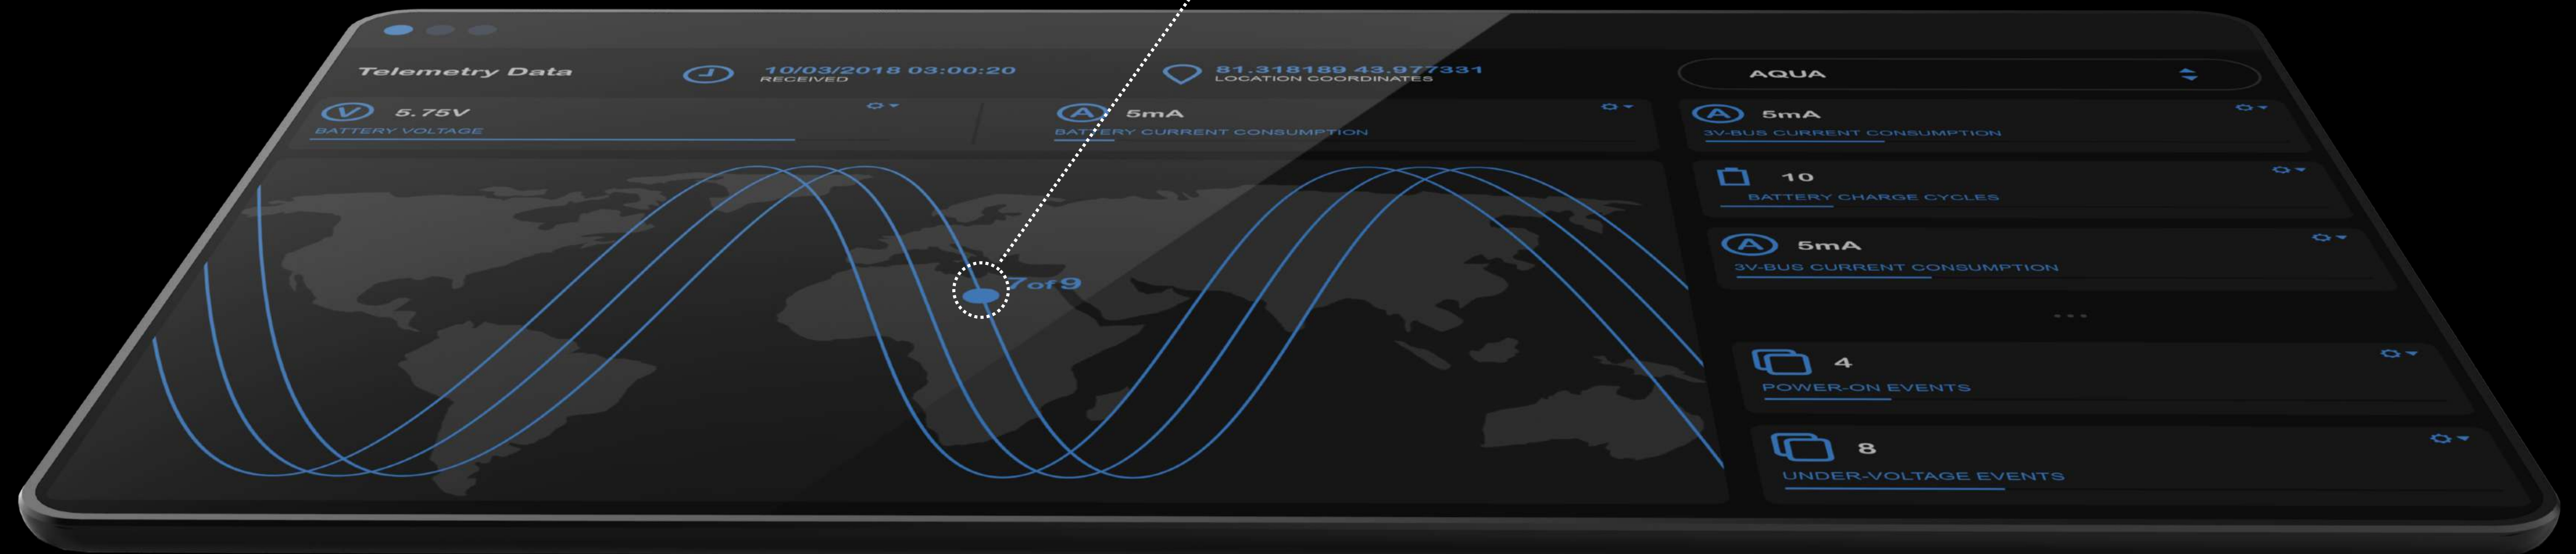 Telemetry Data
10/03/2018 03:00:20
RECEIVED
81.318189 43.977331
LOCATION COORDINATES
AQUA
V
5.75V
BATTERY VOLTAGE
A
5mA
BATTERY CURRENT CONSUMPTION
A
5mA
3V-BUS CURRENT CONSUMPTION
10
BATTERY CHARGE CYCLES
A
5mA
3V-BUS CURRENT CONSUMPTION
7of9
...
4
POWER-ON EVENTS
8
UNDER-VOLTAGE EVENTS